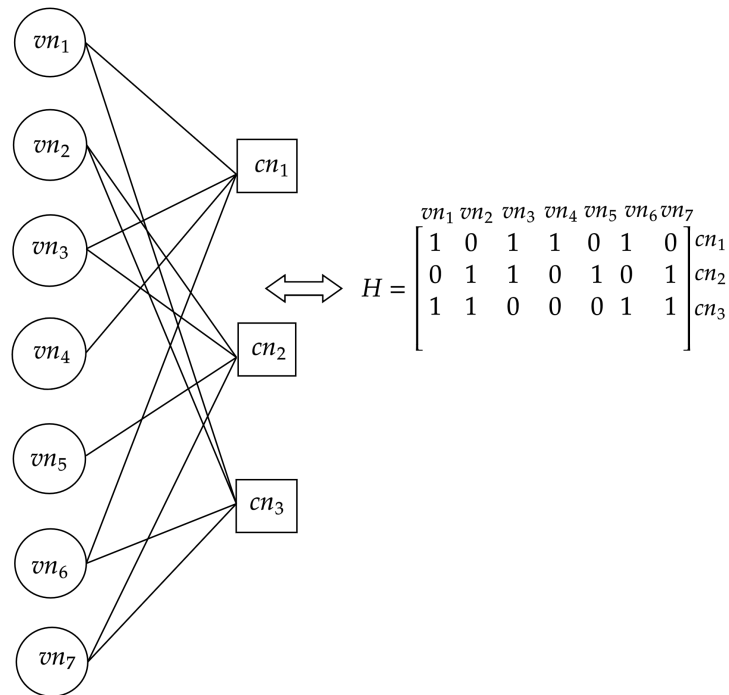 vn₁
vn₂
vn₃
vn₄
vn₅
vn₆
vn₇
cn₁
cn₂
cn₃
vn₁ vn₂ vn₃ vn₄ vn₅ vn₆ vn₇
H = [1 0 1 1 0 1 0] cn₁
0 1 1 0 1 0 1 cn₂
1 1 0 0 0 1 1 cn₃